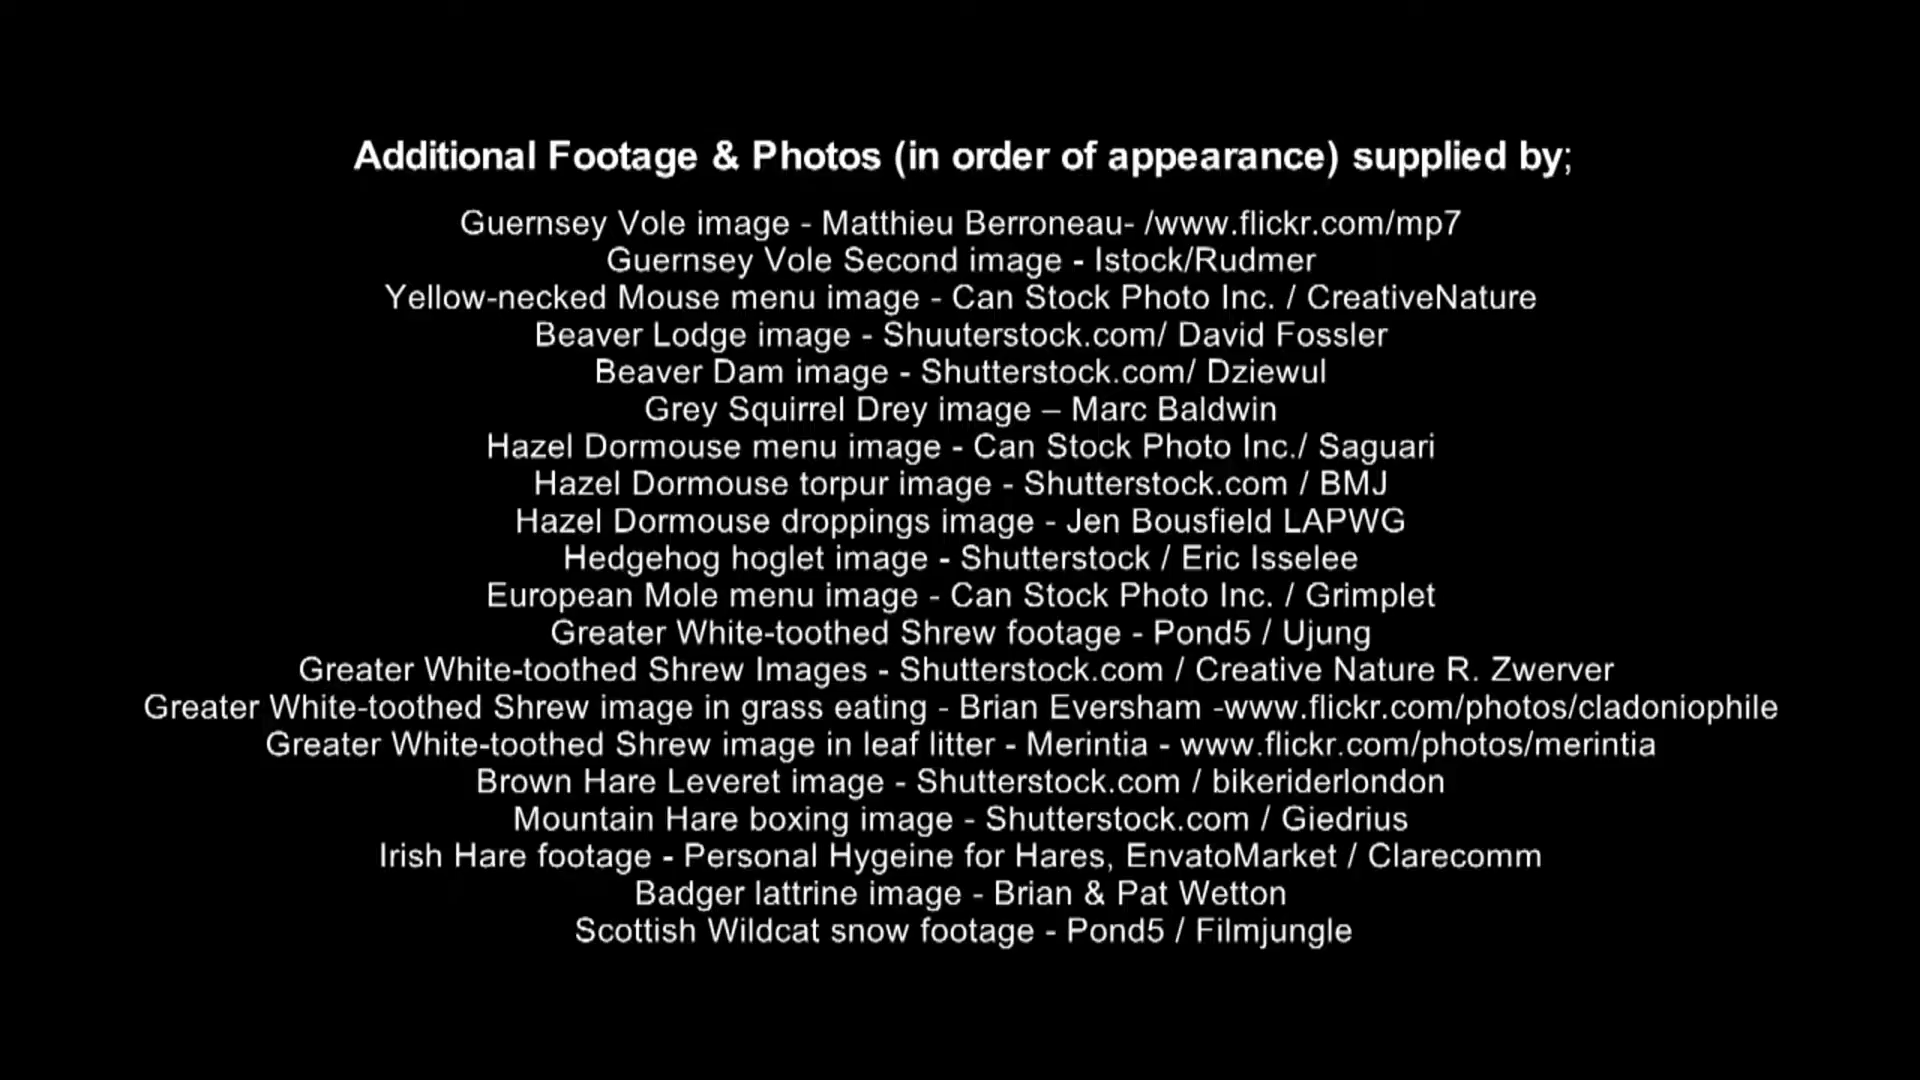 Additional Footage & Photos (in order of appearance) supplied by;
Guernsey Vole image - Matthieu Berroneau- /www.flickr.com/mp7
Guernsey Vole Second image - Istock/Rudmer
Yellow-necked Mouse menu image - Can Stock Photo Inc. / CreativeNature
Beaver Lodge image - Shuuterstock.com/ David Fossler
Beaver Dam image - Shutterstock.com/ Dziewul
Grey Squirrel Drey image – Marc Baldwin
Hazel Dormouse menu image - Can Stock Photo Inc./ Saguari
Hazel Dormouse torpur image - Shutterstock.com / BMJ
Hazel Dormouse droppings image - Jen Bousfield LAPWG
Hedgehog hoglet image - Shutterstock / Eric Isselee
European Mole menu image - Can Stock Photo Inc. / Grimplet
Greater White-toothed Shrew footage - Pond5 / Ujung
Greater White-toothed Shrew Images - Shutterstock.com / Creative Nature R. Zwerver
Greater White-toothed Shrew image in grass eating - Brian Eversham -www.flickr.com/photos/cladoniophile
Greater White-toothed Shrew image in leaf litter - Merintia - www.flickr.com/photos/merintia
Brown Hare Leveret image - Shutterstock.com / bikeriderlondon
Mountain Hare boxing image - Shutterstock.com / Giedrius
Irish Hare footage - Personal Hygeine for Hares, EnvatoMarket / Clarecomm
Badger lattrine image - Brian & Pat Wetton
Scottish Wildcat snow footage - Pond5 / Filmjungle